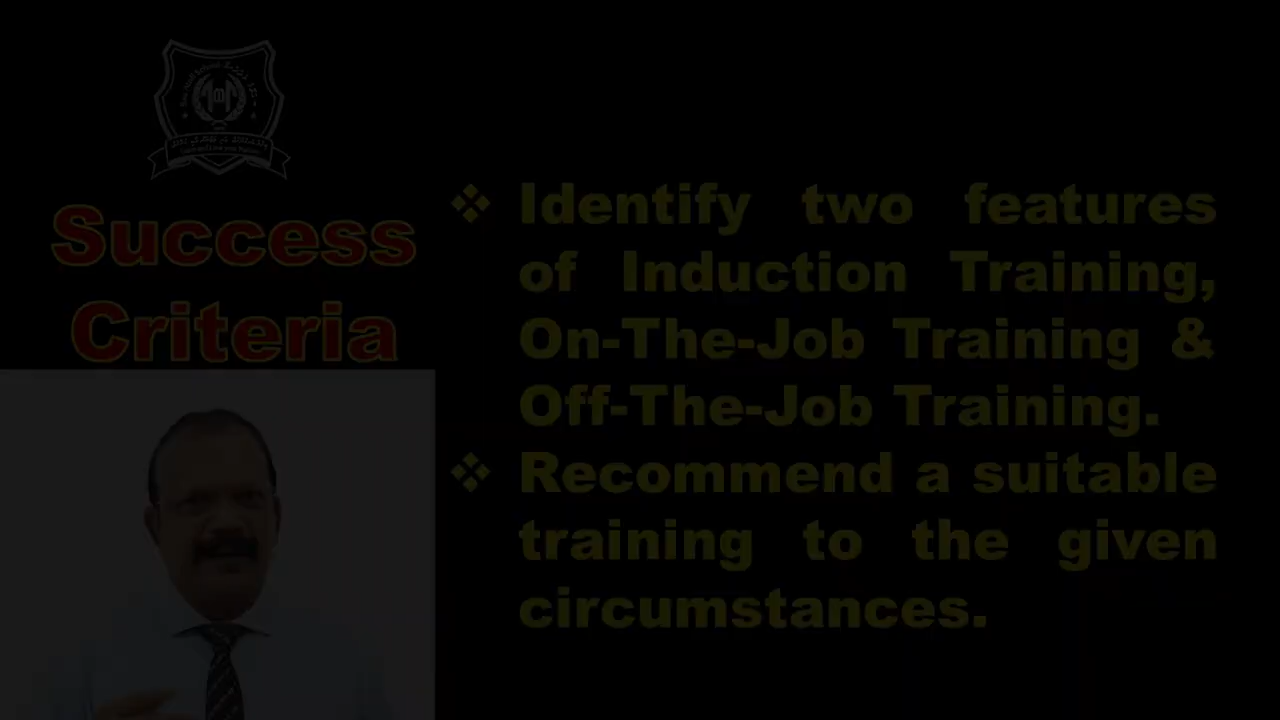 Success
Criteria
❖ Identify two features
of Induction Training,
On-The-Job Training &
Off-The-Job Training.
❖ Recommend a suitable
training to the given
circumstances.